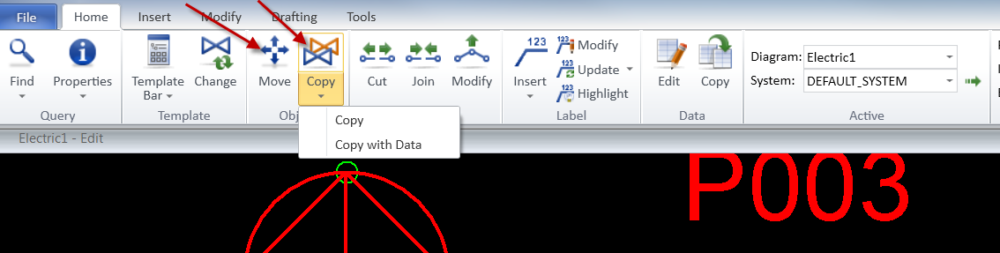 File Home Insert Modify Drafting Tools
Find Properties Template Bar Change Move Copy Cut Join Modify Insert 123 123 Modify 123 Update 123 Highlight Edit Copy Diagram: Electric1 System: DEFAULT_SYSTEM
Query Template Obj Label Data Active
Copy
Copy with Data
Electric1 - Edit
P003